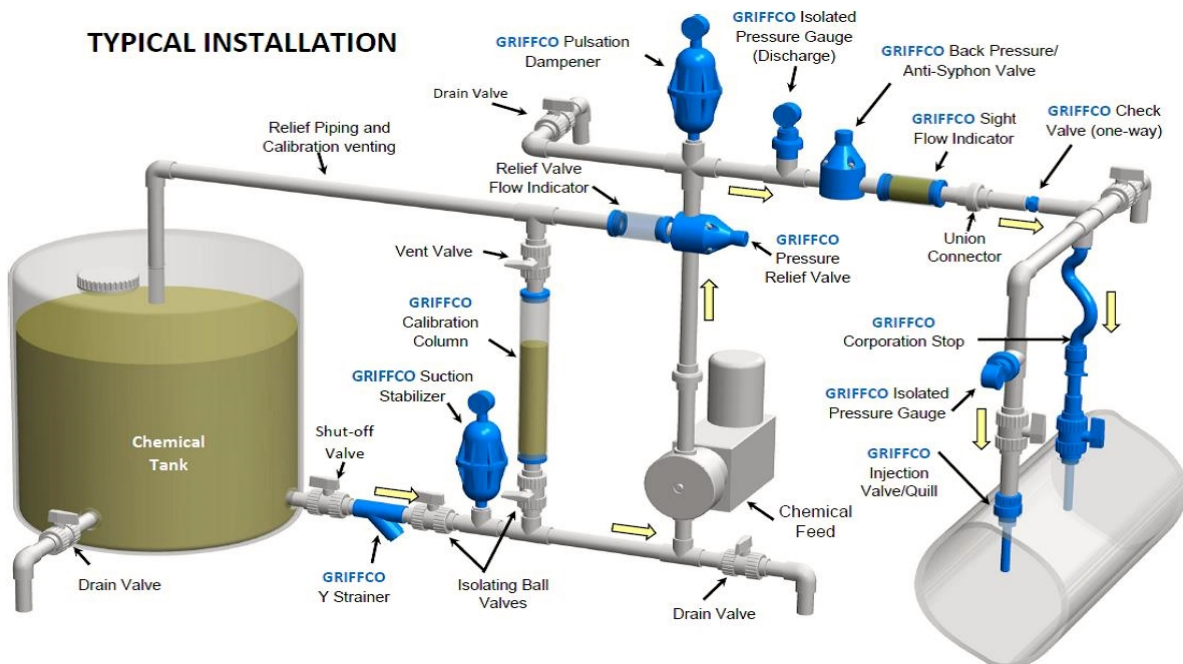 TYPICAL INSTALLATION
GRIFFCO Pulsation
Dampener
GRIFFCO Isolated
Pressure Gauge
(Discharge)
GRIFFCO Back Pressure/
Anti-Syphon Valve
Drain Valve
GRIFFCO Sight
Flow Indicator
GRIFFCO Check
Valve (one-way)
Relief Piping and
Calibration venting
Relief Valve
Flow Indicator
Vent Valve
GRIFFCO
Pressure
Relief Valve
Union
Connector
GRIFFCO
Calibration
Column
GRIFFCO
Corporation Stop
GRIFFCO Suction
Stabilizer
GRIFFCO Isolated
Pressure Gauge
Chemical
Tank
Shut-off
Valve
GRIFFCO
Injection
Valve/Quill
Chemical
Feed
Drain Valve
GRIFFCO
Y Strainer
Isolating Ball
Valves
Drain Valve